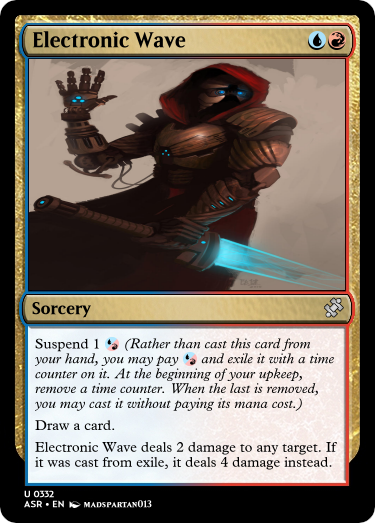 Electronic Wave
Sorcery
Suspend 1 (Rather than cast this card from
your hand, you may pay and exile it with a time
counter on it. At the beginning of your upkeep,
remove a time counter. When the last is removed,
you may cast it without paying its mana cost.)
Draw a card.
Electronic Wave deals 2 damage to any target. If
it was cast from exile, it deals 4 damage instead.
U 0332
ASR • EN MADSPARTAN013